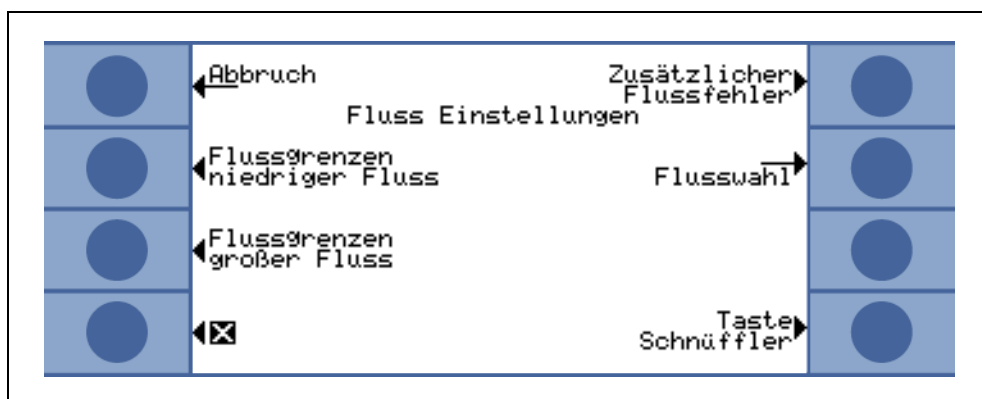 Abbruch
Zusätzlicher
Flussfehler
Fluss Einstellungen
Flussgrenzen
niedriger Fluss
Flusswahl
Flussgrenzen
großer Fluss
Taste
Schnüffler